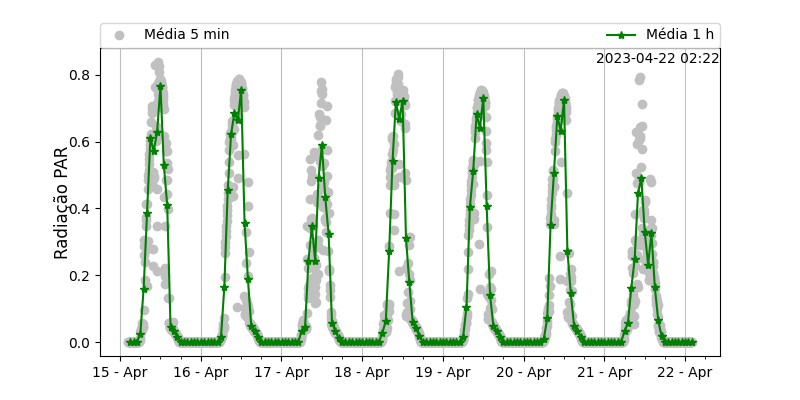 Média 5 min
Média 1 h
2023-04-22 02:22
Radiação PAR
0.8
0.6
0.4
0.2
0.0
15 - Apr
16 - Apr
17 - Apr
18 - Apr
19 - Apr
20 - Apr
21 - Apr
22 - Apr